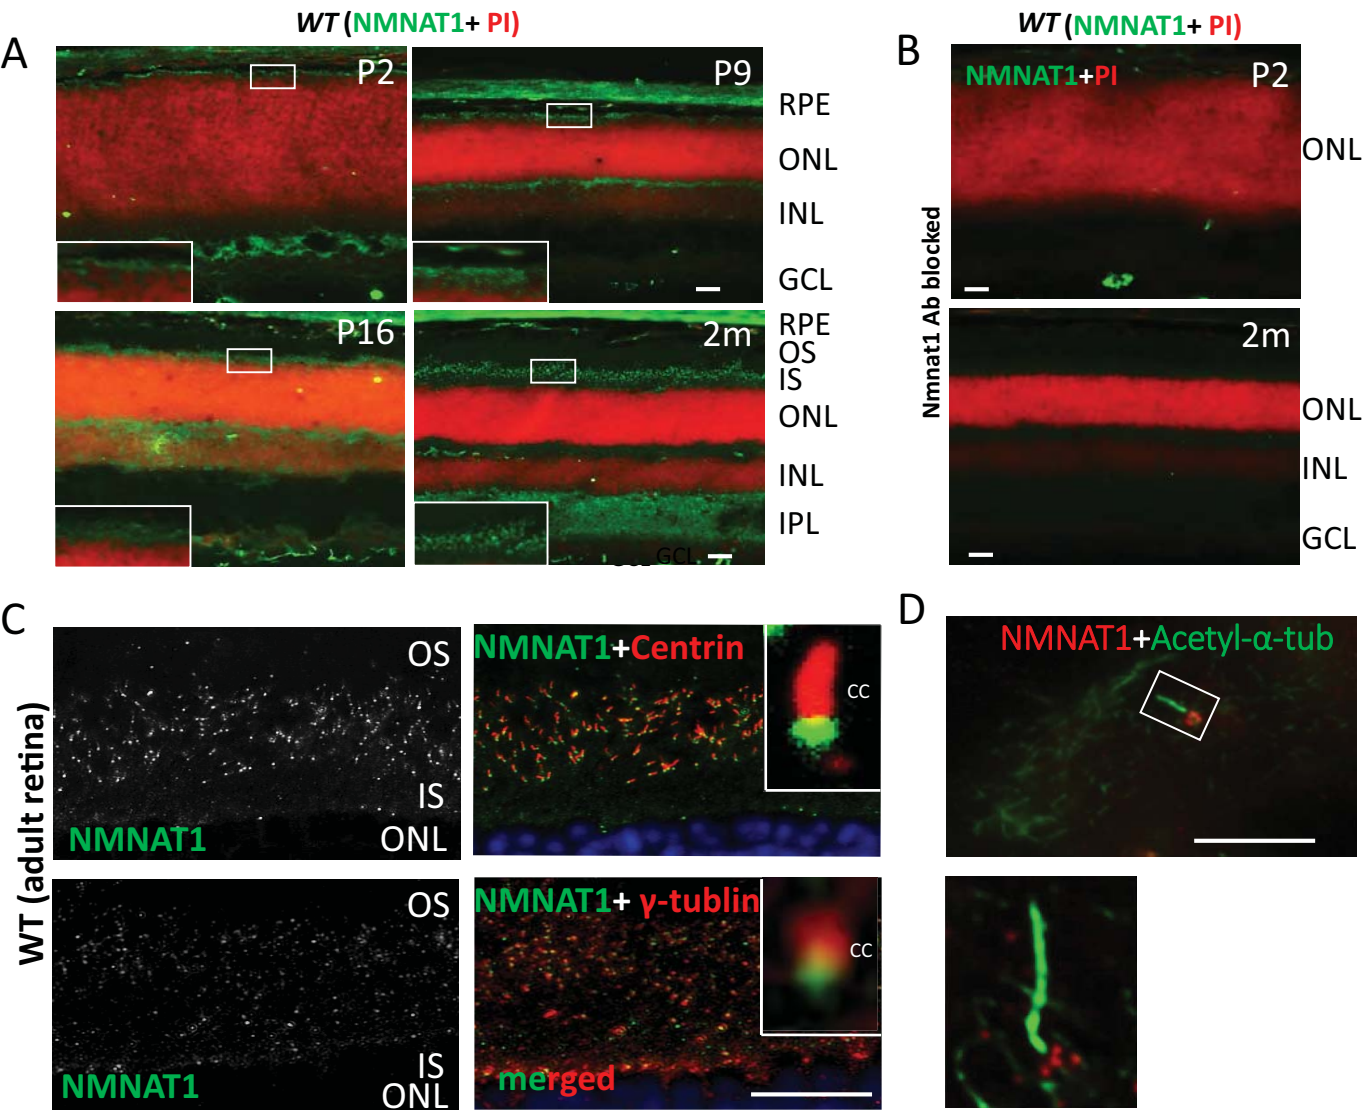 WT (NMNAT1+ PI)
A
P2
P9
RPE
ONL
INL
GCL
P16
2m
RPE
OS
IS
ONL
INL
IPL
GCL
WT (NMNAT1+ PI)
B
Nmnat1 Ab blocked
NMNAT1+PI
P2
ONL
2m
ONL
INL
GCL
C
WT (adult retina)
OS
IS
NMNAT1
ONL
NMNAT1+Centrin
CC
OS
IS
NMNAT1
ONL
NMNAT1+ γ-tublin
CC
merged
D
NMNAT1+Acetyl-α-tub